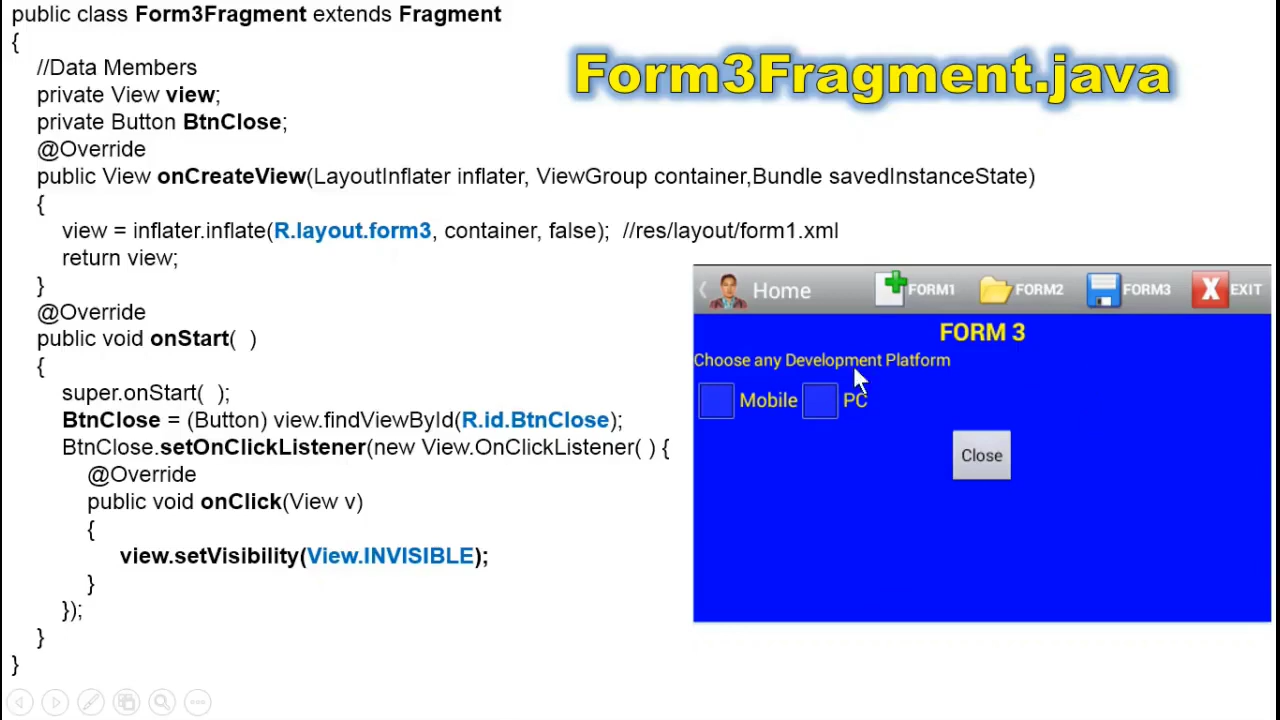 public class Form3Fragment extends Fragment
{
Form3Fragment.java
//Data Members
private View view;
private Button BtnClose;
@Override
public View onCreateView(LayoutInflater inflater, ViewGroup container,Bundle savedInstanceState)
{
view = inflater.inflate(R.layout.form3, container, false); //res/layout/form1.xml
return view;
}
@Override
public void onStart( )
{
super.onStart( );
BtnClose = (Button) view.findViewById(R.id.BtnClose);
BtnClose.setOnClickListener(new View.OnClickListener( ) {
@Override
public void onClick(View v)
{
view.setVisibility(View.INVISIBLE);
}
});
}
}
Home FORM1 FORM2 FORM3 EXIT
FORM 3
Choose any Development Platform
Mobile PC
Close